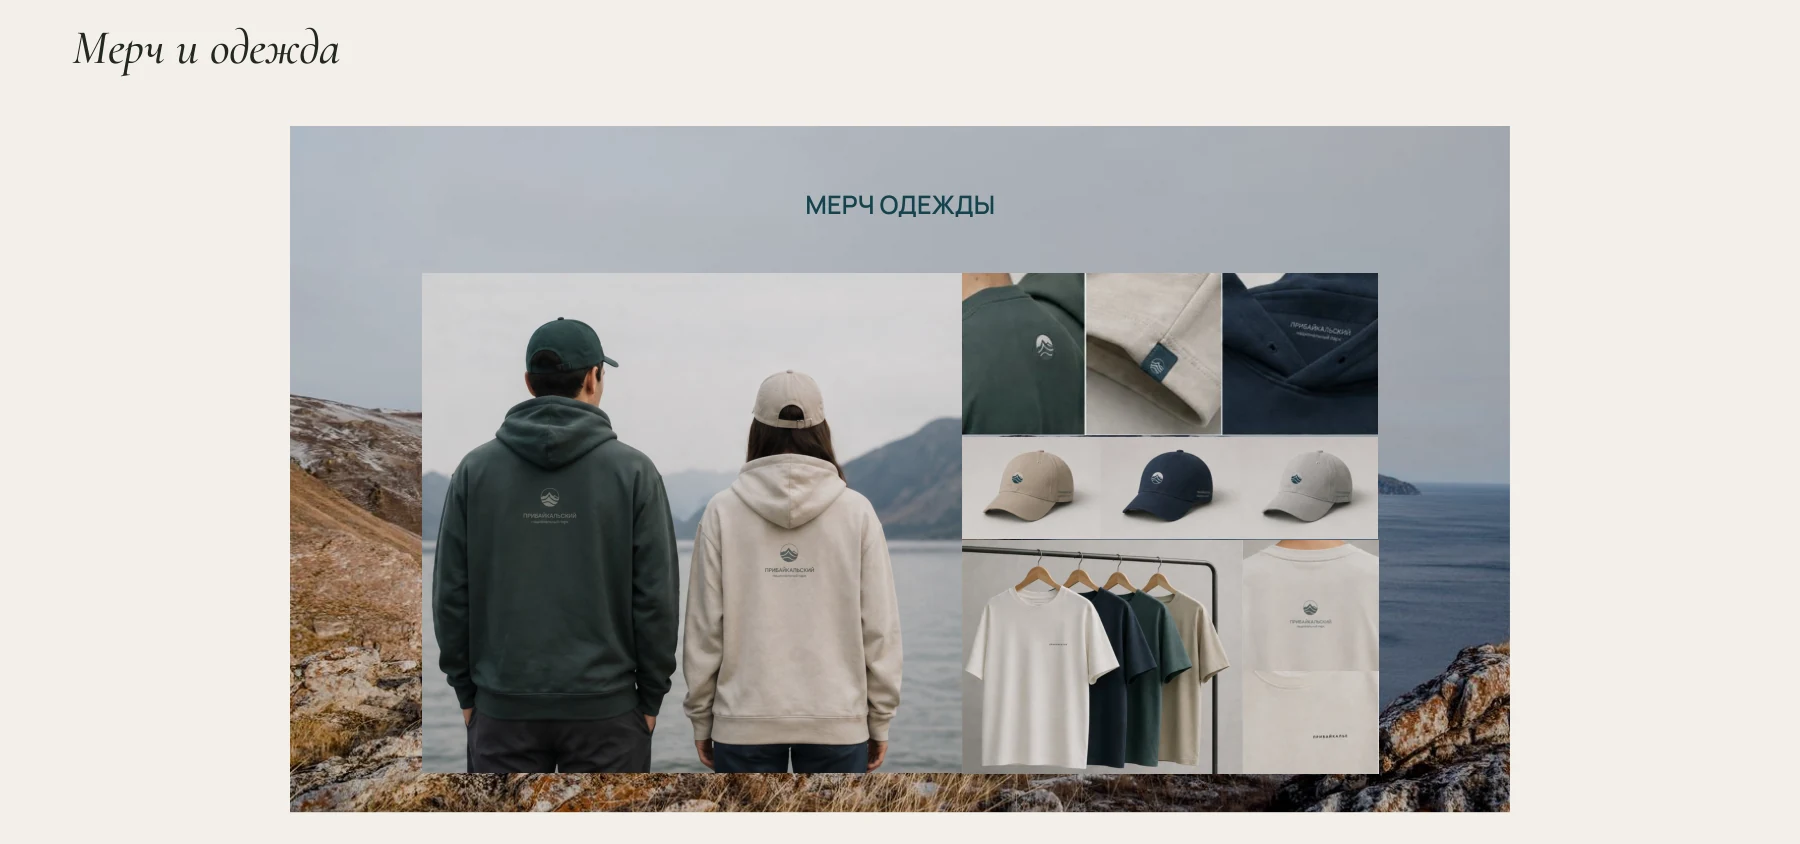 Мерч и одежда
МЕРЧ ОДЕЖДЫ
ПРИБАЙКАЛЬСКИЙ
ПРИБАЙКАЛЬСКИЙ
ПРИБАЙКАЛЬСКИЙ
ПРИБАЙКАЛЬСКИЙ